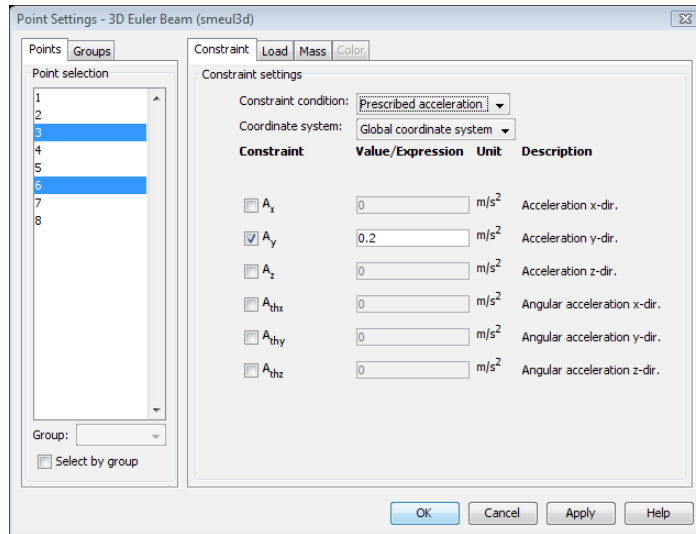 Point Settings - 3D Euler Beam (smeul3d)
Points Groups
Point selection
1
2
3
4
5
6
7
8
Group:
Select by group
Constraint Load Mass Color
Constraint settings
Constraint condition: Prescribed acceleration
Coordinate system: Global coordinate system
Constraint Value/Expression Unit Description
Ax 0 m/s2 Acceleration x-dir.
Ay 0.2 m/s2 Acceleration y-dir.
Az 0 m/s2 Acceleration z-dir.
Athx 0 m/s2 Angular acceleration x-dir.
Athy 0 m/s2 Angular acceleration y-dir.
Athz 0 m/s2 Angular acceleration z-dir.
OK Cancel Apply Help